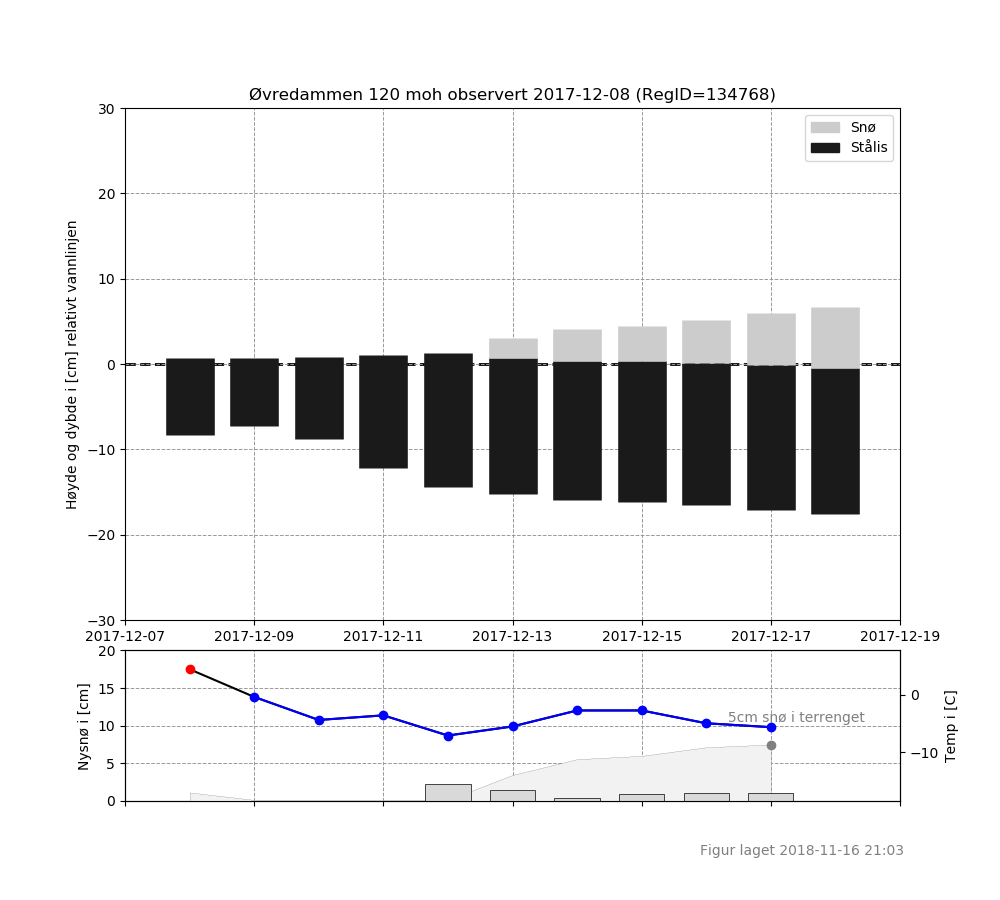 Øvredammen 120 moh observert 2017-12-08 (RegID=134768)
Snø
Stålis
Høyde og dybde i [cm] relativt vannlinjen
30
20
10
0
−10
−20
−30
2017-12-07
2017-12-09
2017-12-11
2017-12-13
2017-12-15
2017-12-17
2017-12-19
Nysnø i [cm]
20
15
10
5
0
5cm snø i terrenget
0
−10
Temp i [C]
Figur laget 2018-11-16 21:03